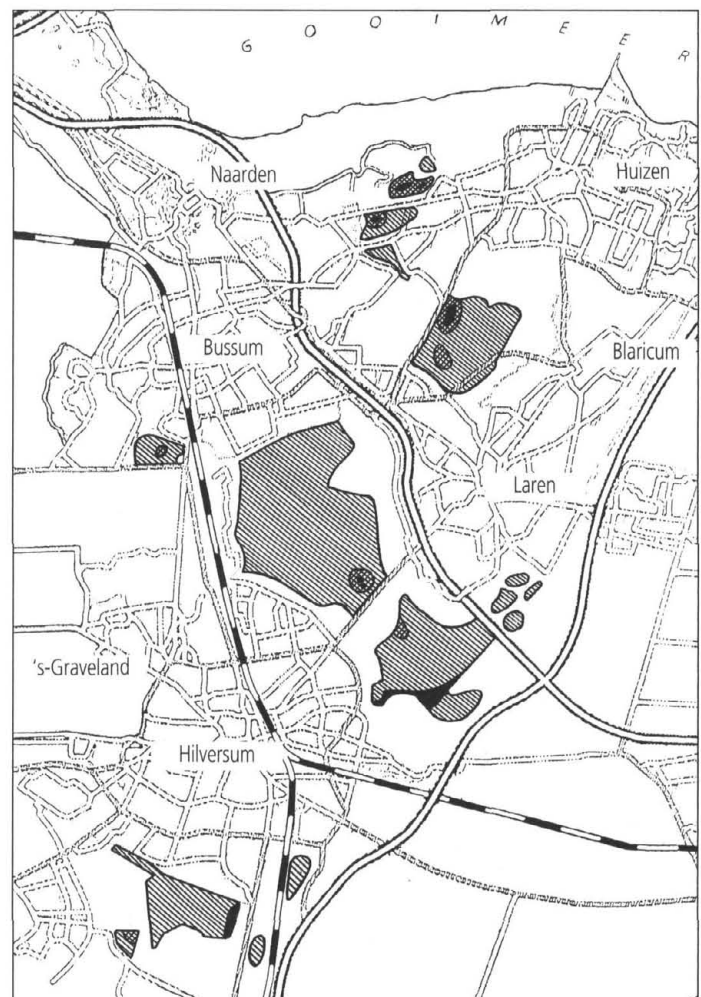 G O O I M E E R
Naarden
Huizen
Bussum
Blaricum
Laren
's-Graveland
Hilversum